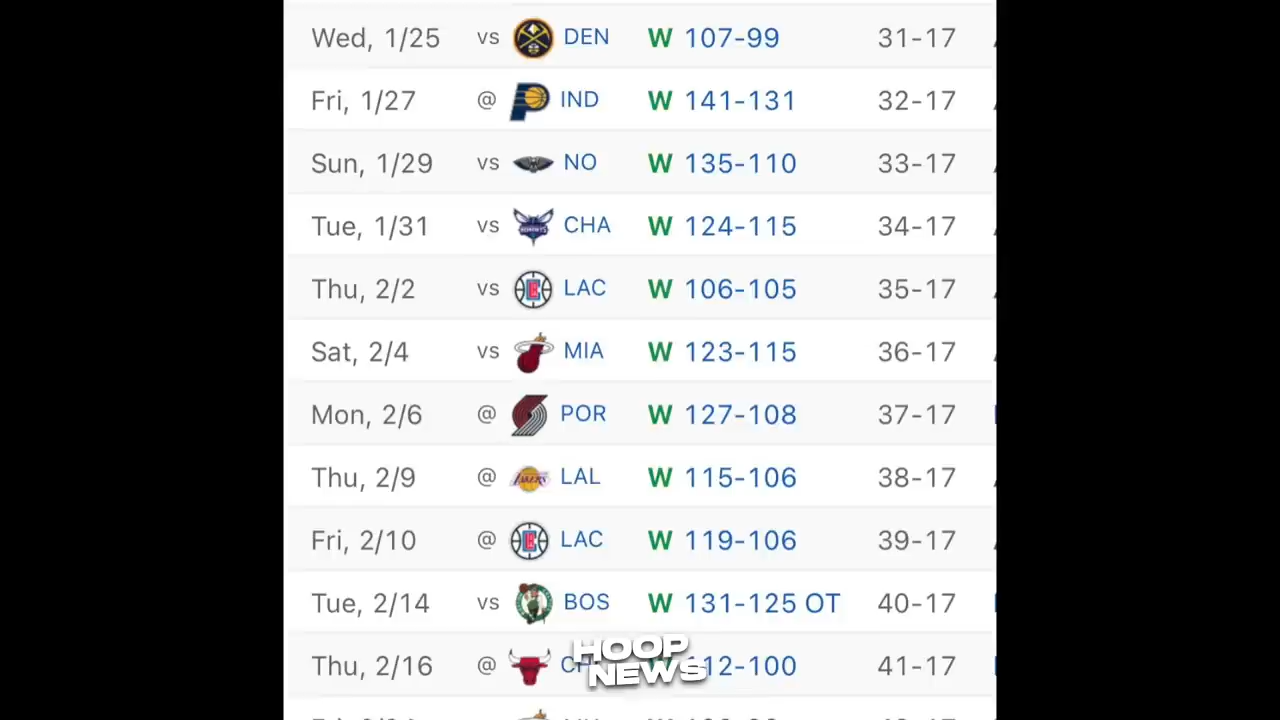 Wed, 1/25 vs DEN W 107-99 31-17
Fri, 1/27 @ IND W 141-131 32-17
Sun, 1/29 vs NO W 135-110 33-17
Tue, 1/31 vs CHA W 124-115 34-17
Thu, 2/2 vs LAC W 106-105 35-17
Sat, 2/4 vs MIA W 123-115 36-17
Mon, 2/6 @ POR W 127-108 37-17
Thu, 2/9 @ LAL W 115-106 38-17
Fri, 2/10 @ LAC W 119-106 39-17
Tue, 2/14 vs BOS W 131-125 OT 40-17
Thu, 2/16 @ 112-100 41-17
HOOP
NEWS